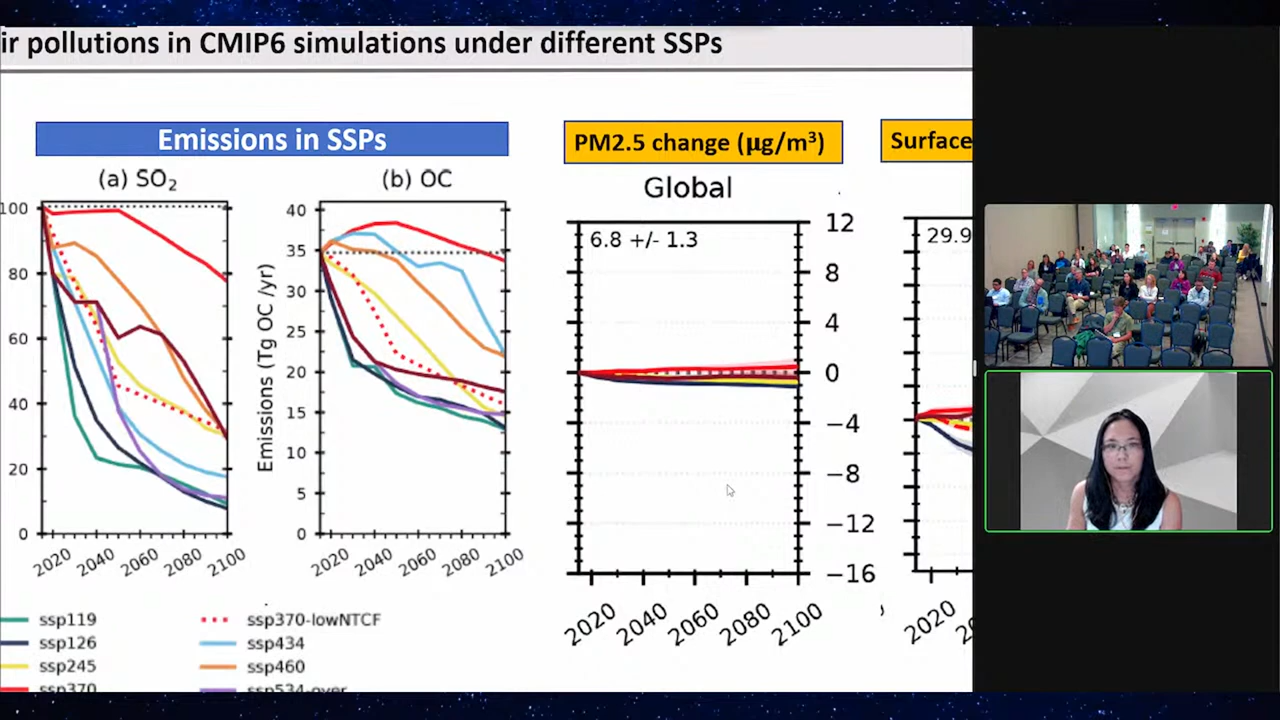 ir pollutions in CMIP6 simulations under different SSPs
Emissions in SSPs
(a) SO₂
100
80
60
40
20
0
2020
2040
2060
2080
2100
(b) OC
Emissions (Tg OC /yr)
40
35
30
25
20
15
10
5
0
2020
2040
2060
2080
2100
PM2.5 change (μg/m³)
Global
6.8 +/- 1.3
12
8
4
0
−4
−8
−12
−16
2020
2040
2060
2080
2100
Surface
29.9
2020
ssp119
ssp126
ssp245
ssp370
ssp370-lowNTCF
ssp434
ssp460
ssp534-over